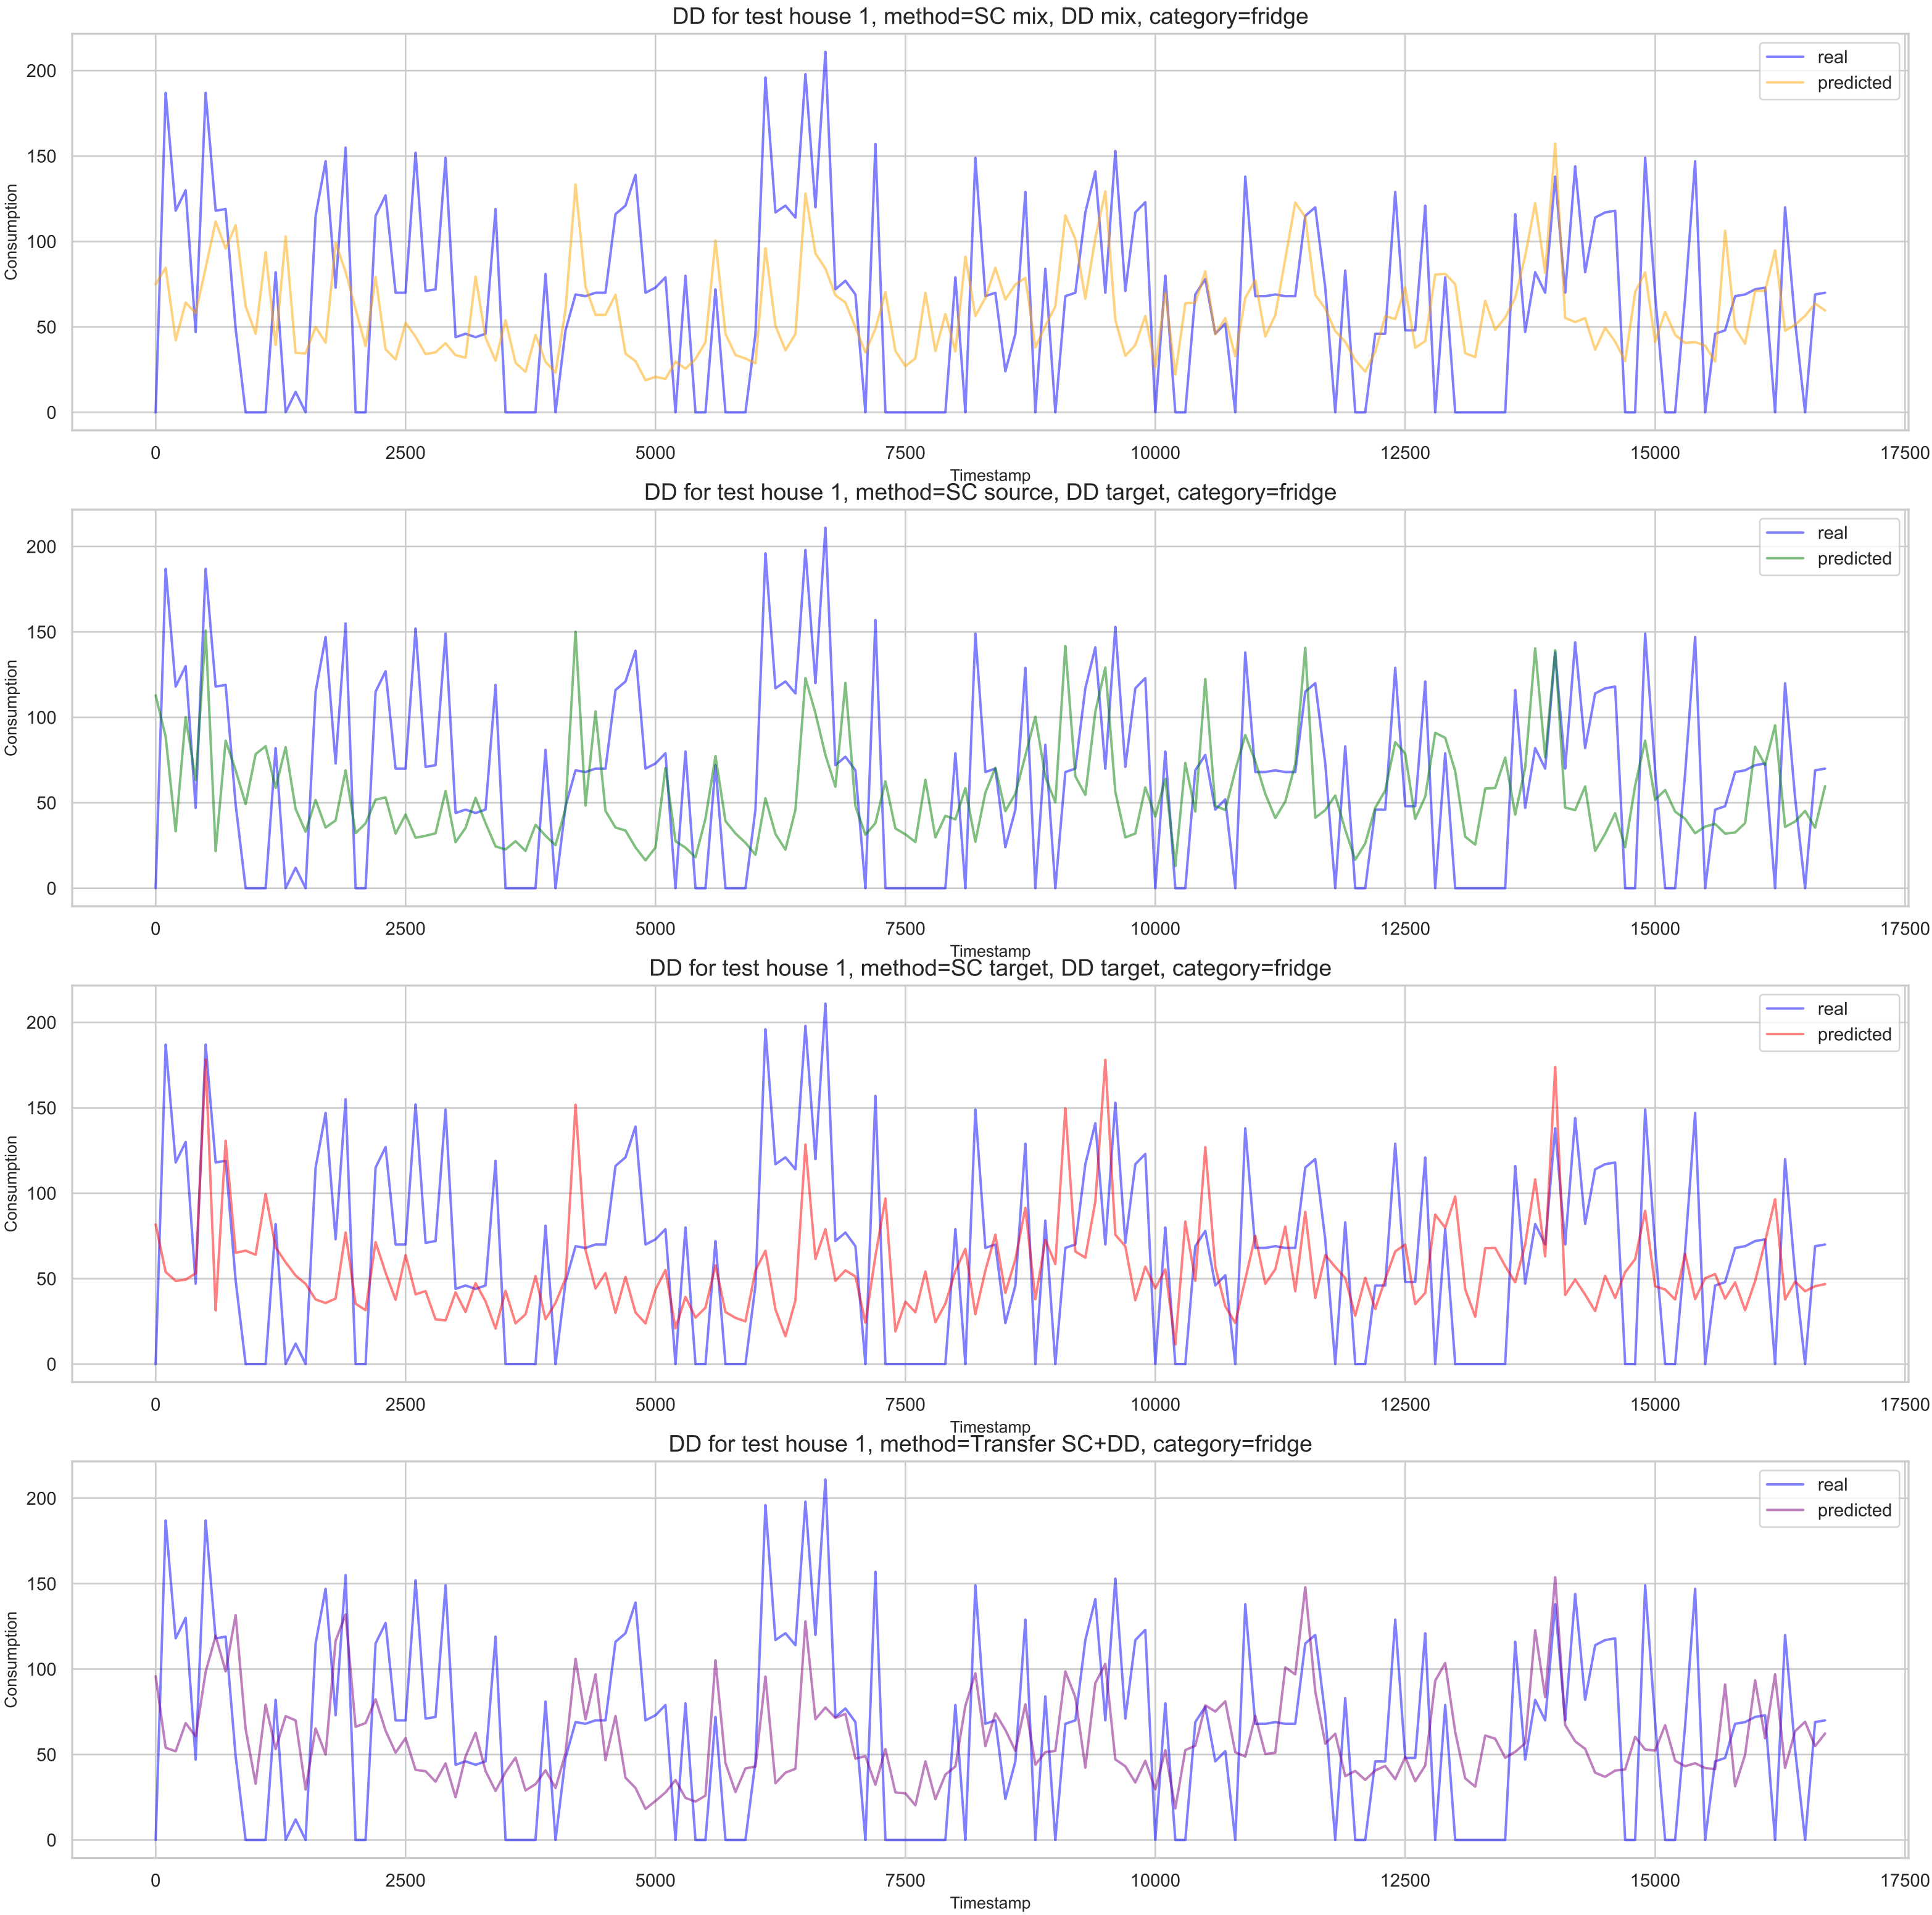 DD for test house 1, method=SC mix, DD mix, category=fridge
real
predicted
Consumption
200
150
100
50
0
0 2500 5000 7500 10000 12500 15000 17500
Timestamp
DD for test house 1, method=SC source, DD target, category=fridge
real
predicted
Consumption
200
150
100
50
0
0 2500 5000 7500 10000 12500 15000 17500
Timestamp
DD for test house 1, method=SC target, DD target, category=fridge
real
predicted
Consumption
200
150
100
50
0
0 2500 5000 7500 10000 12500 15000 17500
Timestamp
DD for test house 1, method=Transfer SC+DD, category=fridge
real
predicted
Consumption
200
150
100
50
0
0 2500 5000 7500 10000 12500 15000 17500
Timestamp